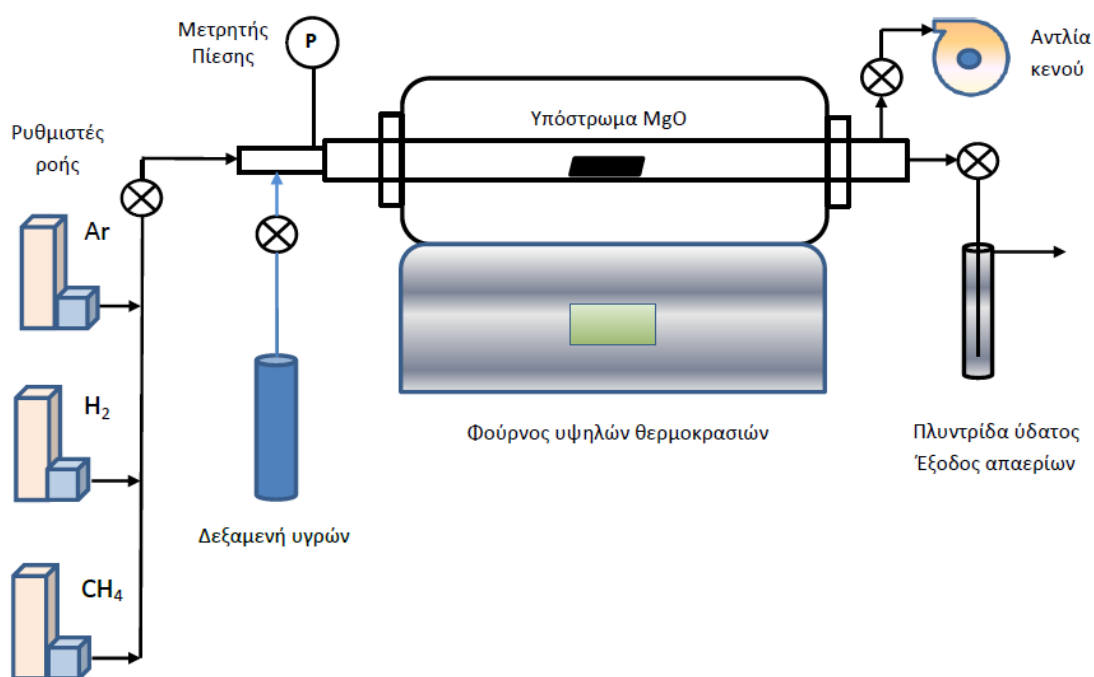 Μετρητής
Πίεσης
P
Αντλία
κενού
Υπόστρωμα MgO
Ρυθμιστές
ροής
Ar
H₂
CH₄
Δεξαμενή υγρών
Φούρνος υψηλών θερμοκρασιών
Πλυντρίδα ύδατος
Έξοδος απαερίων